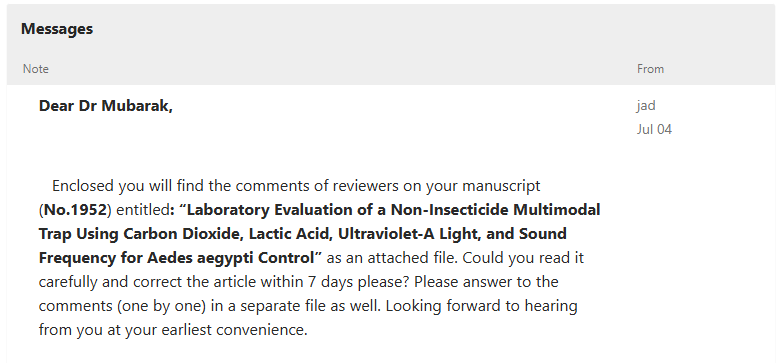 Messages
Note From
Dear Dr Mubarak,
jad
Jul 04
Enclosed you will find the comments of reviewers on your manuscript
(No.1952) entitled: “Laboratory Evaluation of a Non-Insecticide Multimodal
Trap Using Carbon Dioxide, Lactic Acid, Ultraviolet-A Light, and Sound
Frequency for Aedes aegypti Control” as an attached file. Could you read it
carefully and correct the article within 7 days please? Please answer to the
comments (one by one) in a separate file as well. Looking forward to hearing
from you at your earliest convenience.